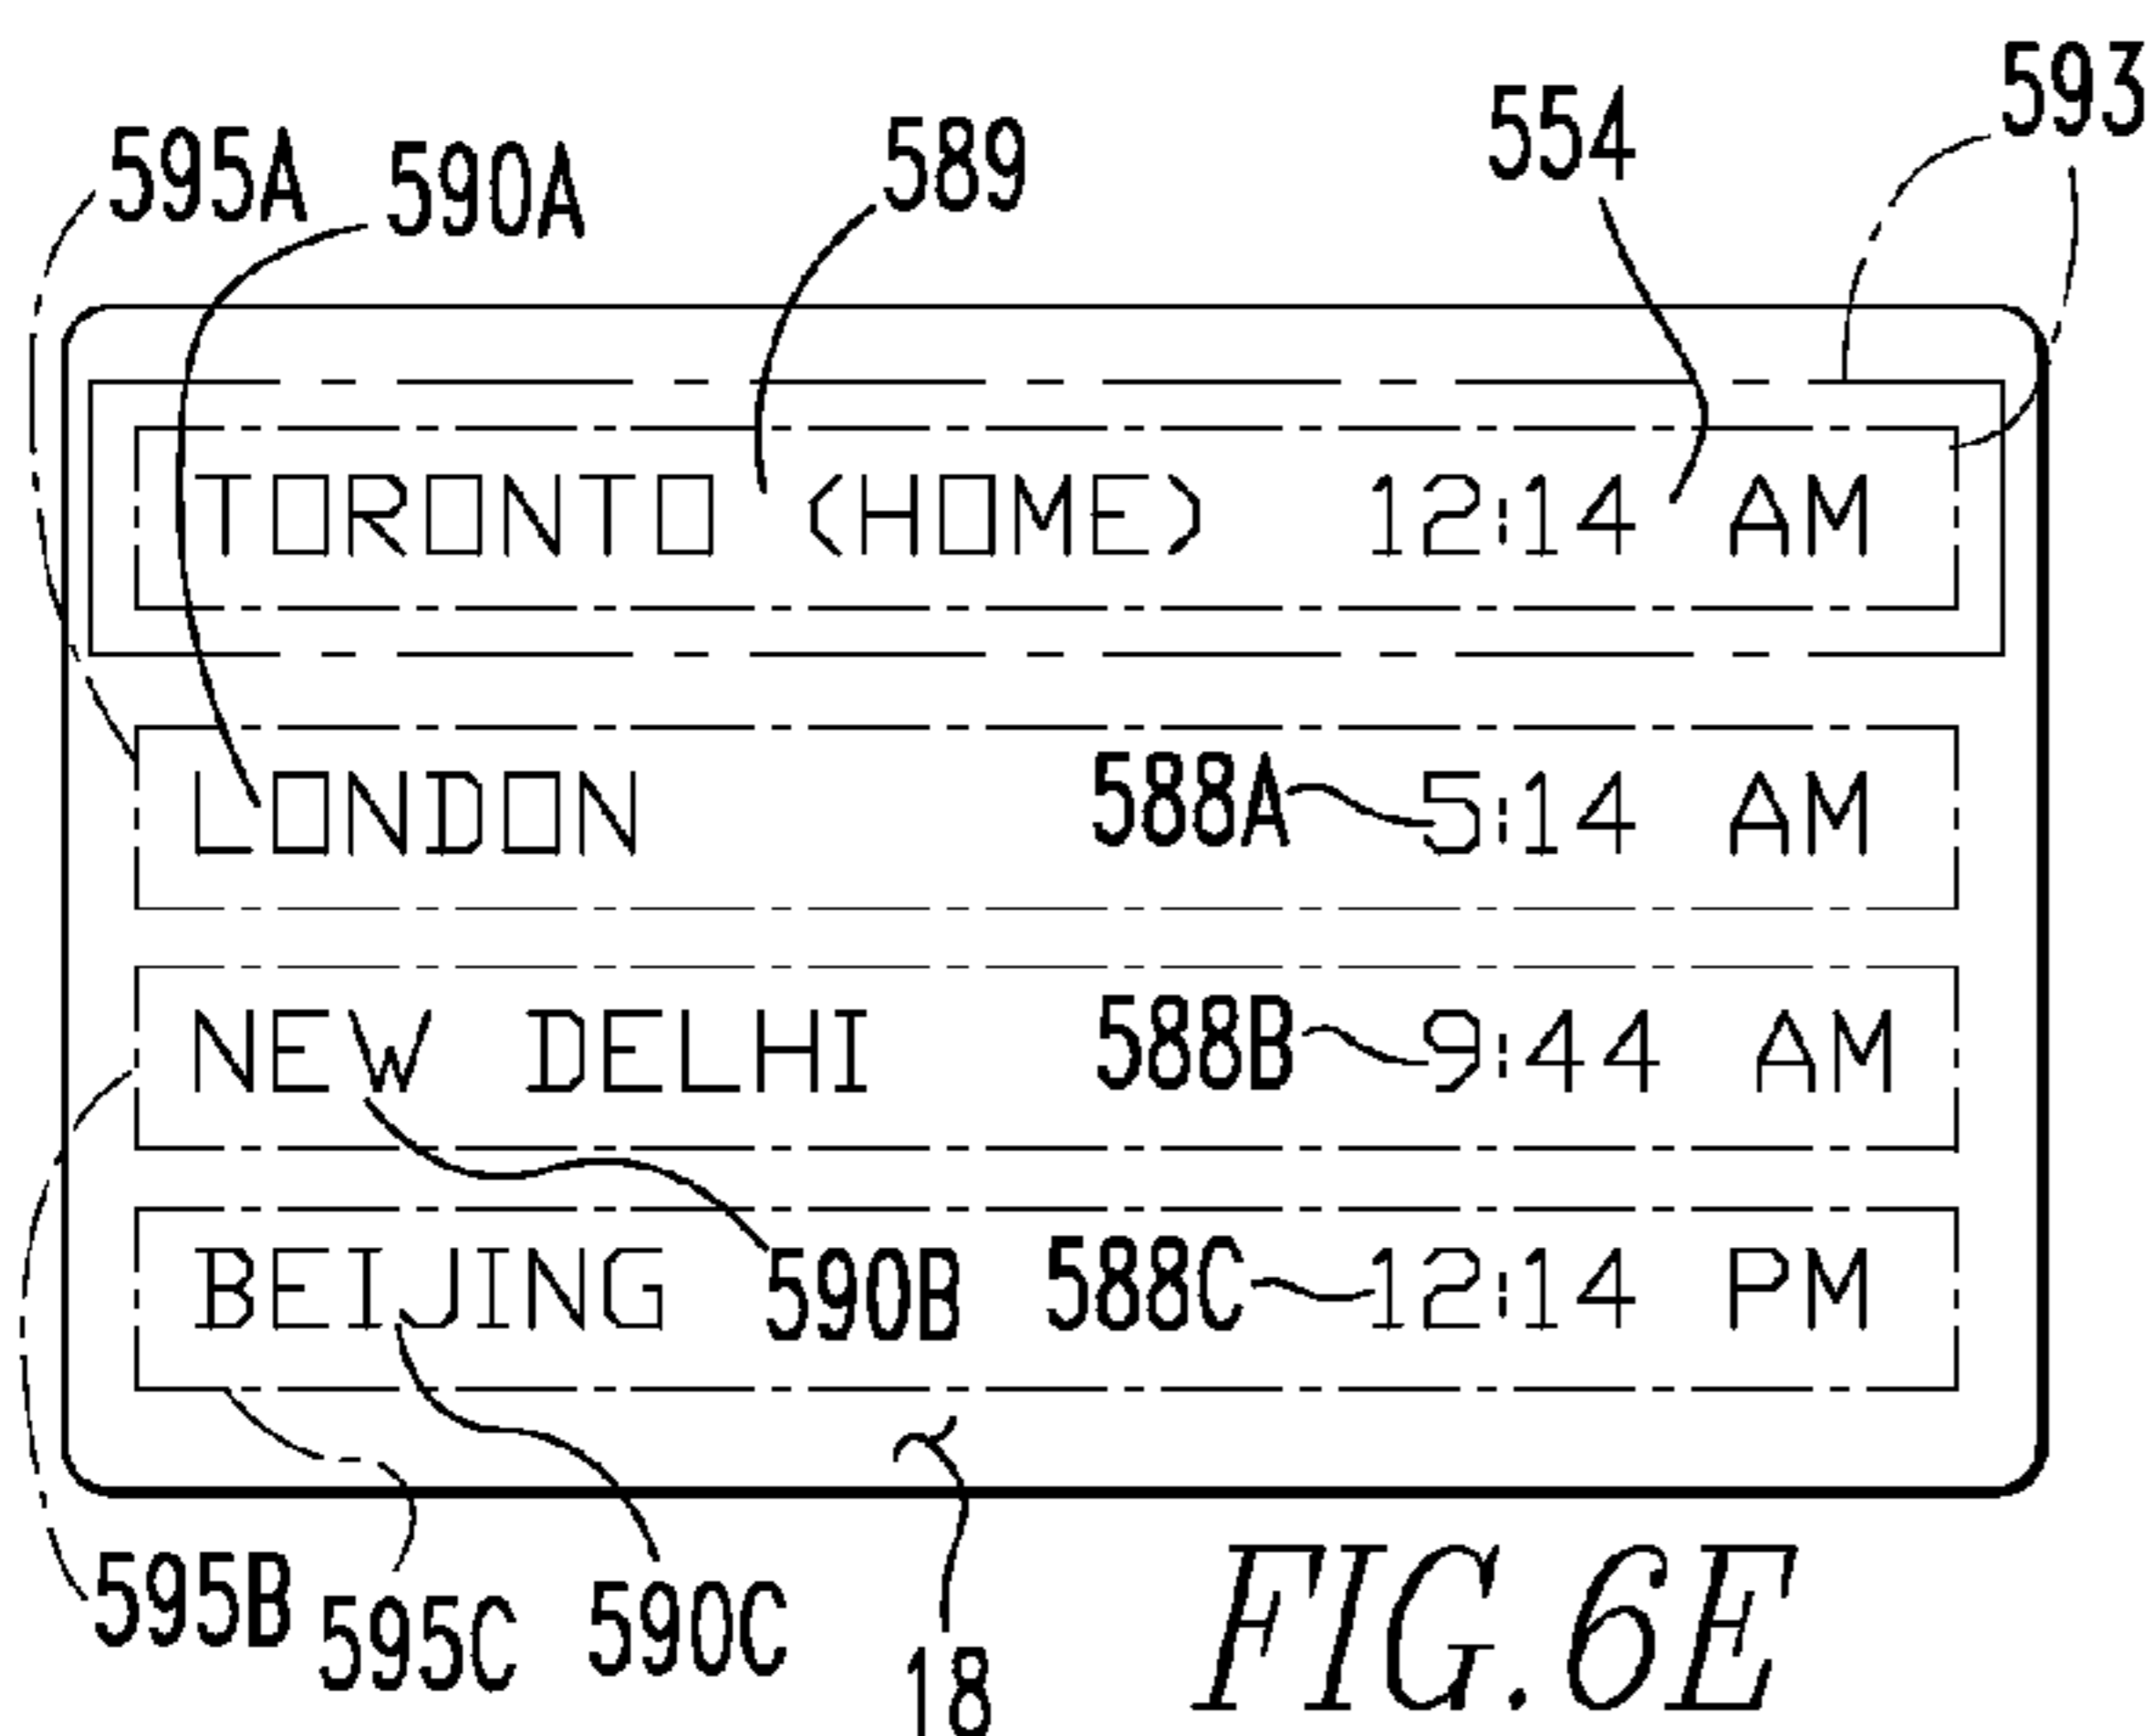 593
554
589
595A 590A
TORONTO (HOME) 12:14 AM
LONDON 588A 5:14 AM
NEW DELHI 588B 9:44 AM
BEIJING 590B 588C 12:14 PM
595B 595C 590C
18
FIG. 6E